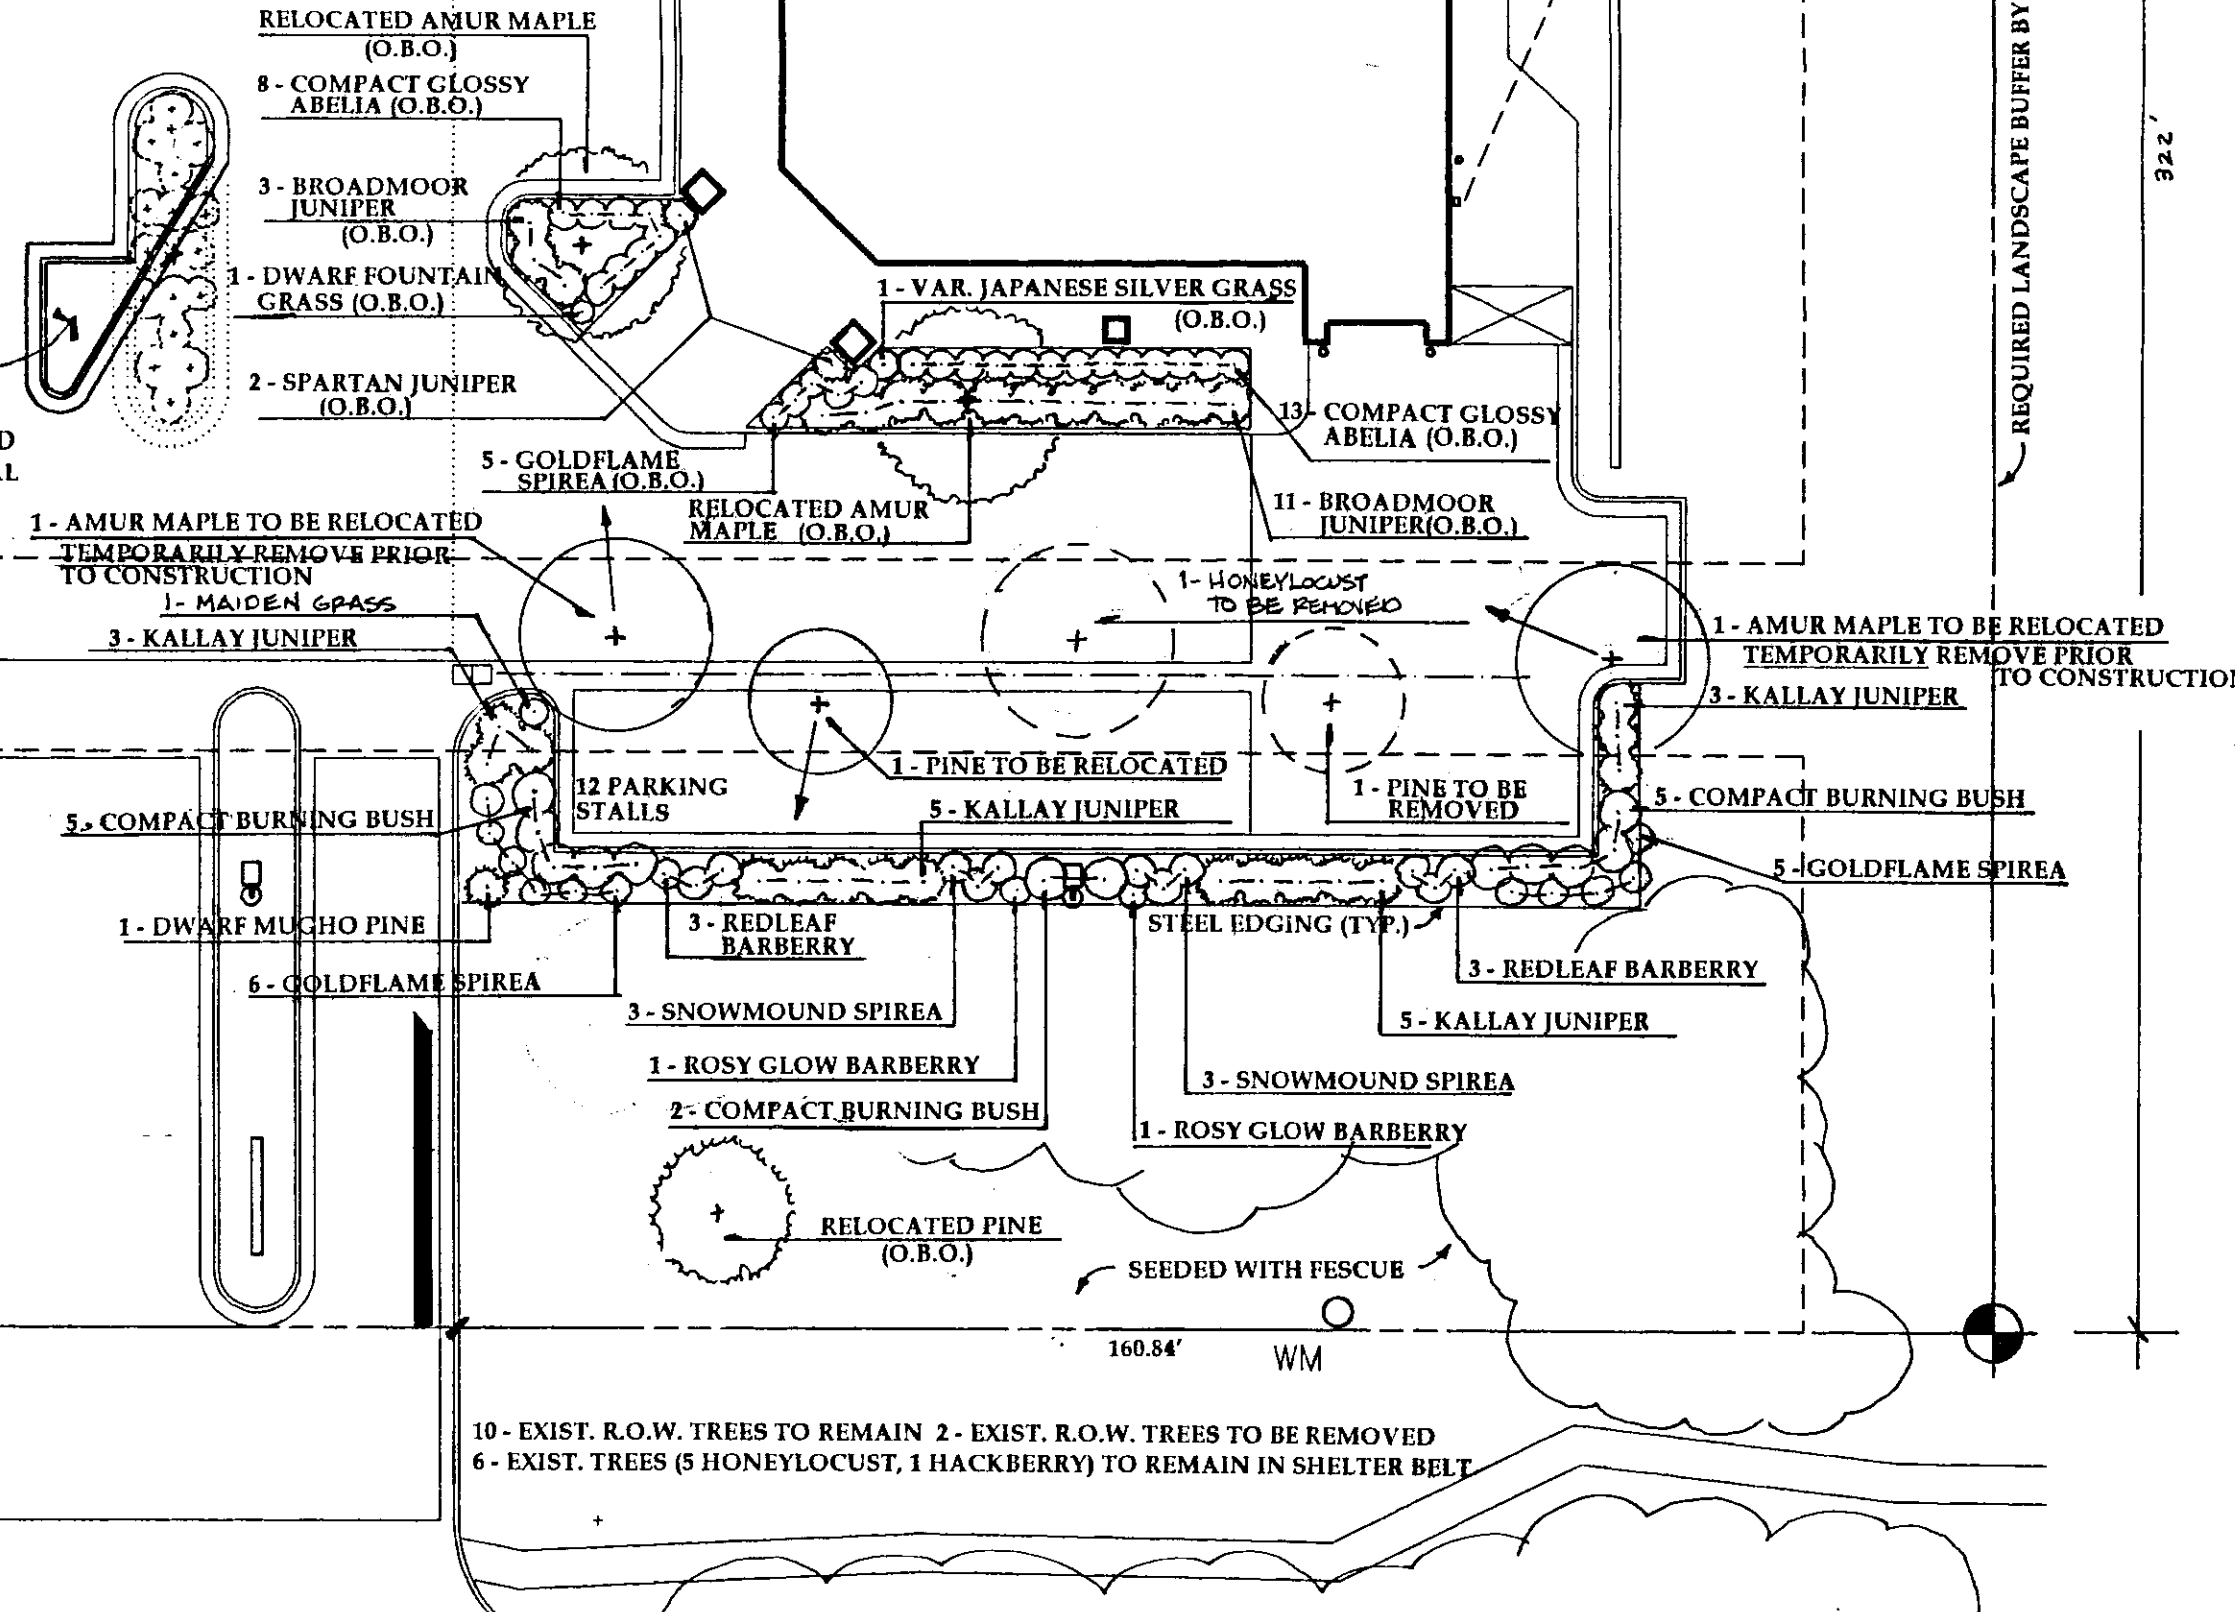 RELOCATED AMUR MAPLE
(O.B.O.)
8 - COMPACT GLOSSY
ABELIA (O.B.O.)
3 - BROADMOOR
JUNIPER
(O.B.O.)
1 - DWARF FOUNTAIN
GRASS (O.B.O.)
2 - SPARTAN JUNIPER
(O.B.O.)
1 - VAR. JAPANESE SILVER GRASS
(O.B.O.)
13 - COMPACT GLOSSY
ABELIA (O.B.O.)
11 - BROADMOOR
JUNIPER(O.B.O.)
5 - GOLDFLAME
SPIREA (O.B.O.)
RELOCATED AMUR
MAPLE (O.B.O.)
REQUIRED LANDSCAPE BUFFER BY
322'
D
1 - AMUR MAPLE TO BE RELOCATED
TEMPORARILY REMOVE PRIOR
TO CONSTRUCTION
1- MAIDEN GRASS
3 - KALLAY JUNIPER
1- HONEYLOCUST
TO BE REMOVED
1 - AMUR MAPLE TO BE RELOCATED
TEMPORARILY REMOVE PRIOR
TO CONSTRUCTION
3 - KALLAY JUNIPER
1 - PINE TO BE RELOCATED
12 PARKING
STALLS
5 - KALLAY JUNIPER
1 - PINE TO BE
REMOVED
5 - COMPACT BURNING BUSH
5 - COMPACT BURNING BUSH
5 - GOLDFLAME SPIREA
1 - DWARF MUGHO PINE
3 - REDLEAF
BARBERRY
STEEL EDGING (TYP.)
6 - GOLDFLAME SPIREA
3 - REDLEAF BARBERRY
3 - SNOWMOUND SPIREA
5 - KALLAY JUNIPER
1 - ROSY GLOW BARBERRY
3 - SNOWMOUND SPIREA
2 - COMPACT BURNING BUSH
1 - ROSY GLOW BARBERRY
RELOCATED PINE
(O.B.O.)
SEEDED WITH FESCUE
160.84'
WM
10 - EXIST. R.O.W. TREES TO REMAIN 2 - EXIST. R.O.W. TREES TO BE REMOVED
6 - EXIST. TREES (5 HONEYLOCUST, 1 HACKBERRY) TO REMAIN IN SHELTER BELT